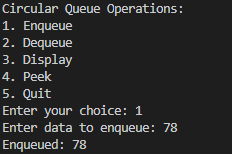 Circular Queue Operations:
1. Enqueue
2. Dequeue
3. Display
4. Peek
5. Quit
Enter your choice: 1
Enter data to enqueue: 78
Enqueued: 78